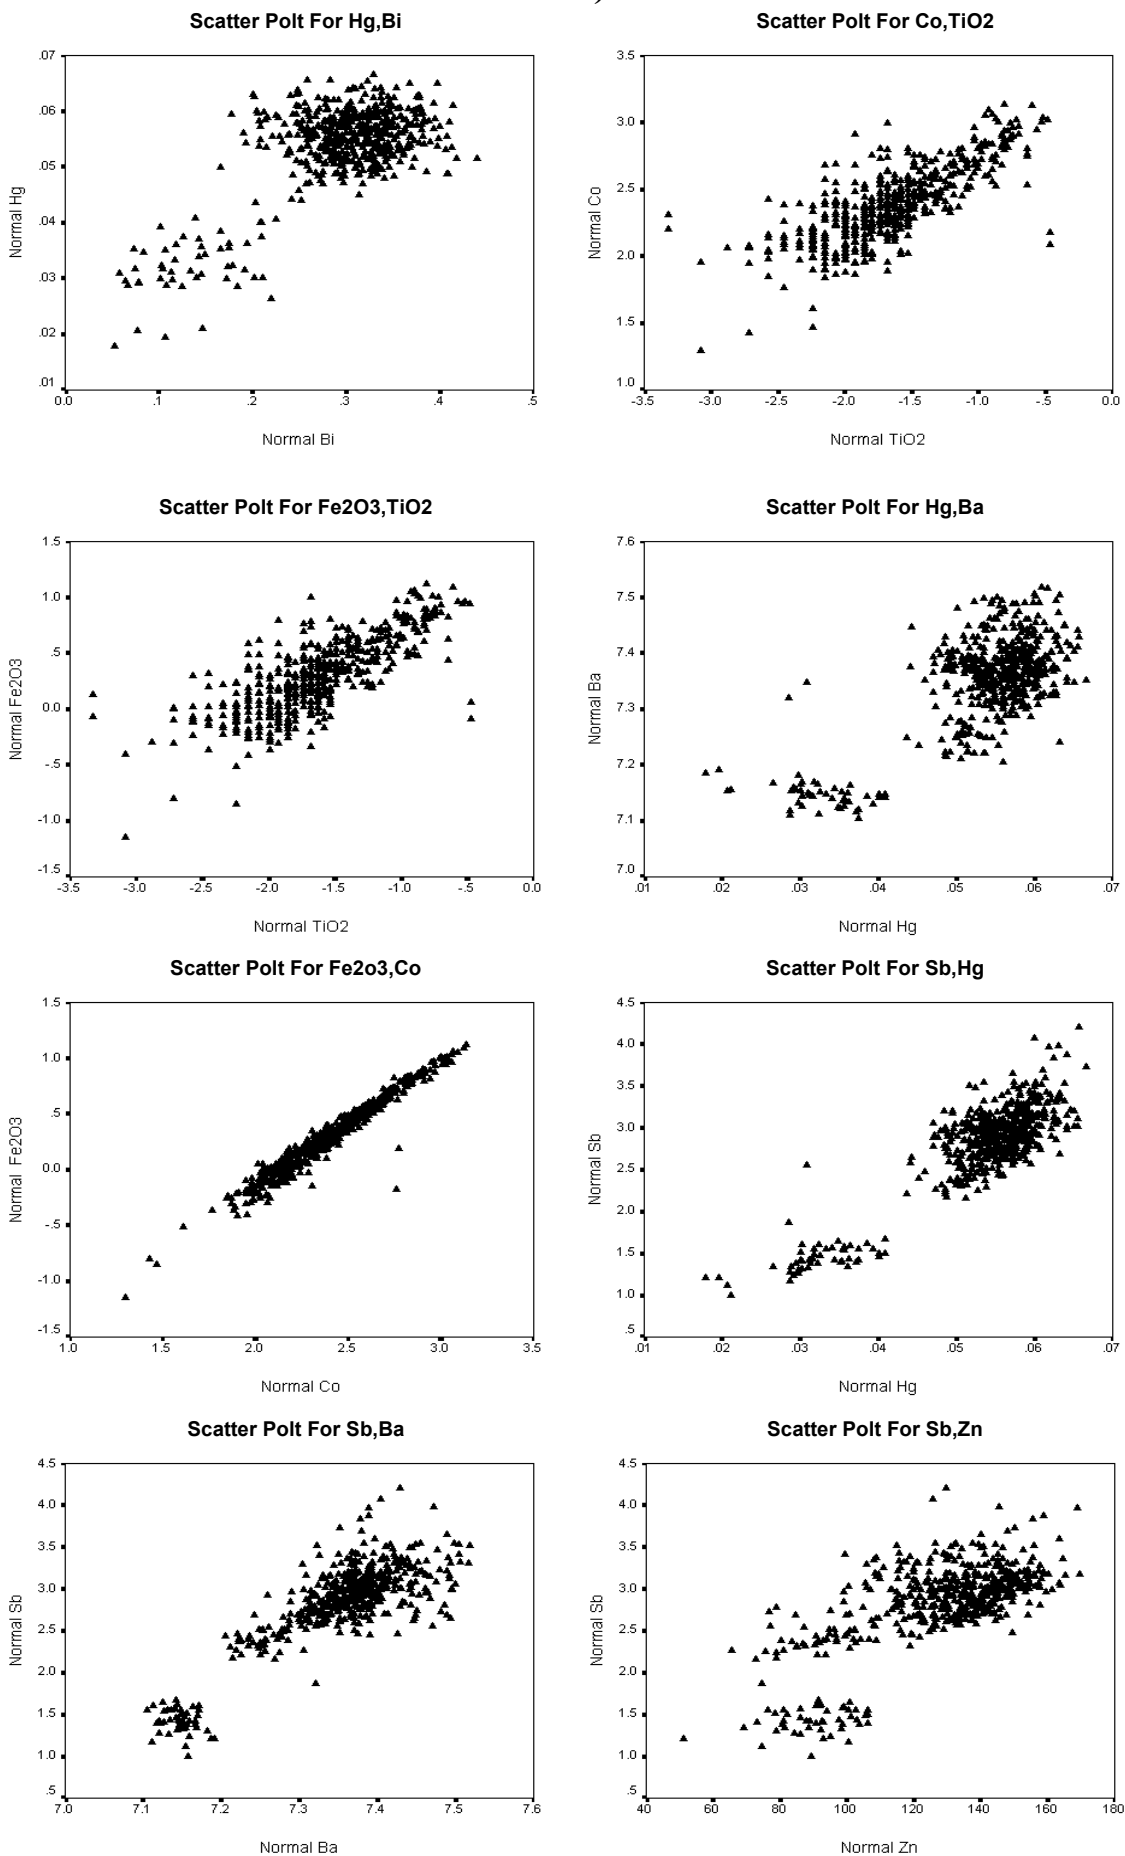 )
Scatter Polt For Hg,Bi
.07
.06
.05
.04
.03
.02
.01
Normal Hg
0.0 .1 .2 .3 .4 .5
Normal Bi
Scatter Polt For Co,TiO2
3.5
3.0
2.5
2.0
1.5
1.0
Normal Co
-3.5 -3.0 -2.5 -2.0 -1.5 -1.0 -.5 0.0
Normal TiO2
Scatter Polt For Fe2O3,TiO2
1.5
1.0
.5
0.0
-.5
-1.0
-1.5
Normal Fe2O3
-3.5 -3.0 -2.5 -2.0 -1.5 -1.0 -.5 0.0
Normal TiO2
Scatter Polt For Hg,Ba
7.6
7.5
7.4
7.3
7.2
7.1
7.0
Normal Ba
.01 .02 .03 .04 .05 .06 .07
Normal Hg
Scatter Polt For Fe2o3,Co
1.5
1.0
.5
0.0
-.5
-1.0
-1.5
Normal Fe2O3
1.0 1.5 2.0 2.5 3.0 3.5
Normal Co
Scatter Polt For Sb,Hg
4.5
4.0
3.5
3.0
2.5
2.0
1.5
1.0
.5
Normal Sb
.01 .02 .03 .04 .05 .06 .07
Normal Hg
Scatter Polt For Sb,Ba
4.5
4.0
3.5
3.0
2.5
2.0
1.5
1.0
.5
Normal Sb
7.0 7.1 7.2 7.3 7.4 7.5 7.6
Normal Ba
Scatter Polt For Sb,Zn
4.5
4.0
3.5
3.0
2.5
2.0
1.5
1.0
.5
Normal Sb
40 60 80 100 120 140 160 180
Normal Zn